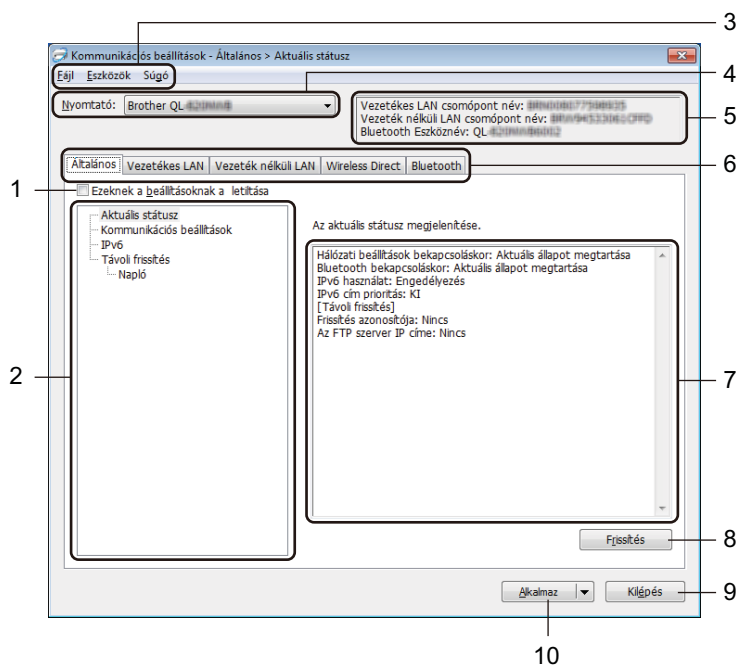 3
Kommunikációs beállítások - Általános > Aktuális státusz
Fájl Eszközök Súgó
4
Nyomtató: Brother QL-
Vezetékes LAN csomópont név:
Vezeték nélküli LAN csomópont név:
Bluetooth Eszköznév: QL-
5
Általános Vezetékes LAN Vezeték nélküli LAN Wireless Direct Bluetooth
6
1
Ezeknek a beállításoknak a letiltása
Aktuális státusz
Kommunikációs beállítások
IPv6
Távoli frissítés
Napló
2
Az aktuális státusz megjelenítése.
Hálózati beállítások bekapcsoláskor: Aktuális állapot megtartása
Bluetooth bekapcsoláskor: Aktuális állapot megtartása
IPv6 használat: Engedélyezés
IPv6 cím prioritás: KI
[Távoli frissítés]
Frissítés azonosítója: Nincs
Az FTP szerver IP címe: Nincs
7
Frissítés
8
Alkalmaz
Kilépés
9
10